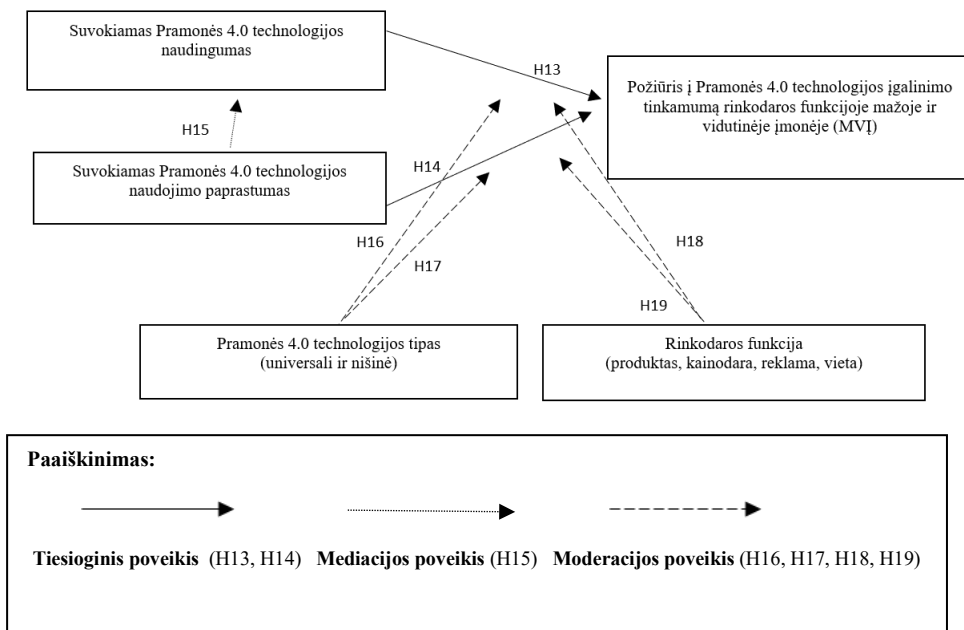 Suvokiamas Pramonės 4.0 technologijos
naudingumas
H13
Požiūris į Pramonės 4.0 technologijos įgalinimo
tinkamumą rinkodaros funkcijoje mažoje ir
vidutinėje įmonėje (MVĮ)
H15
Suvokiamas Pramonės 4.0 technologijos
naudojimo paprastumas
H14
H16
H17
H18
H19
Pramonės 4.0 technologijos tipas
(universali ir nišinė)
Rinkodaros funkcija
(produktas, kainodara, reklama, vieta)
Paaiškinimas:
Tiesioginis poveikis (H13, H14) Mediacijos poveikis (H15) Moderacijos poveikis (H16, H17, H18, H19)